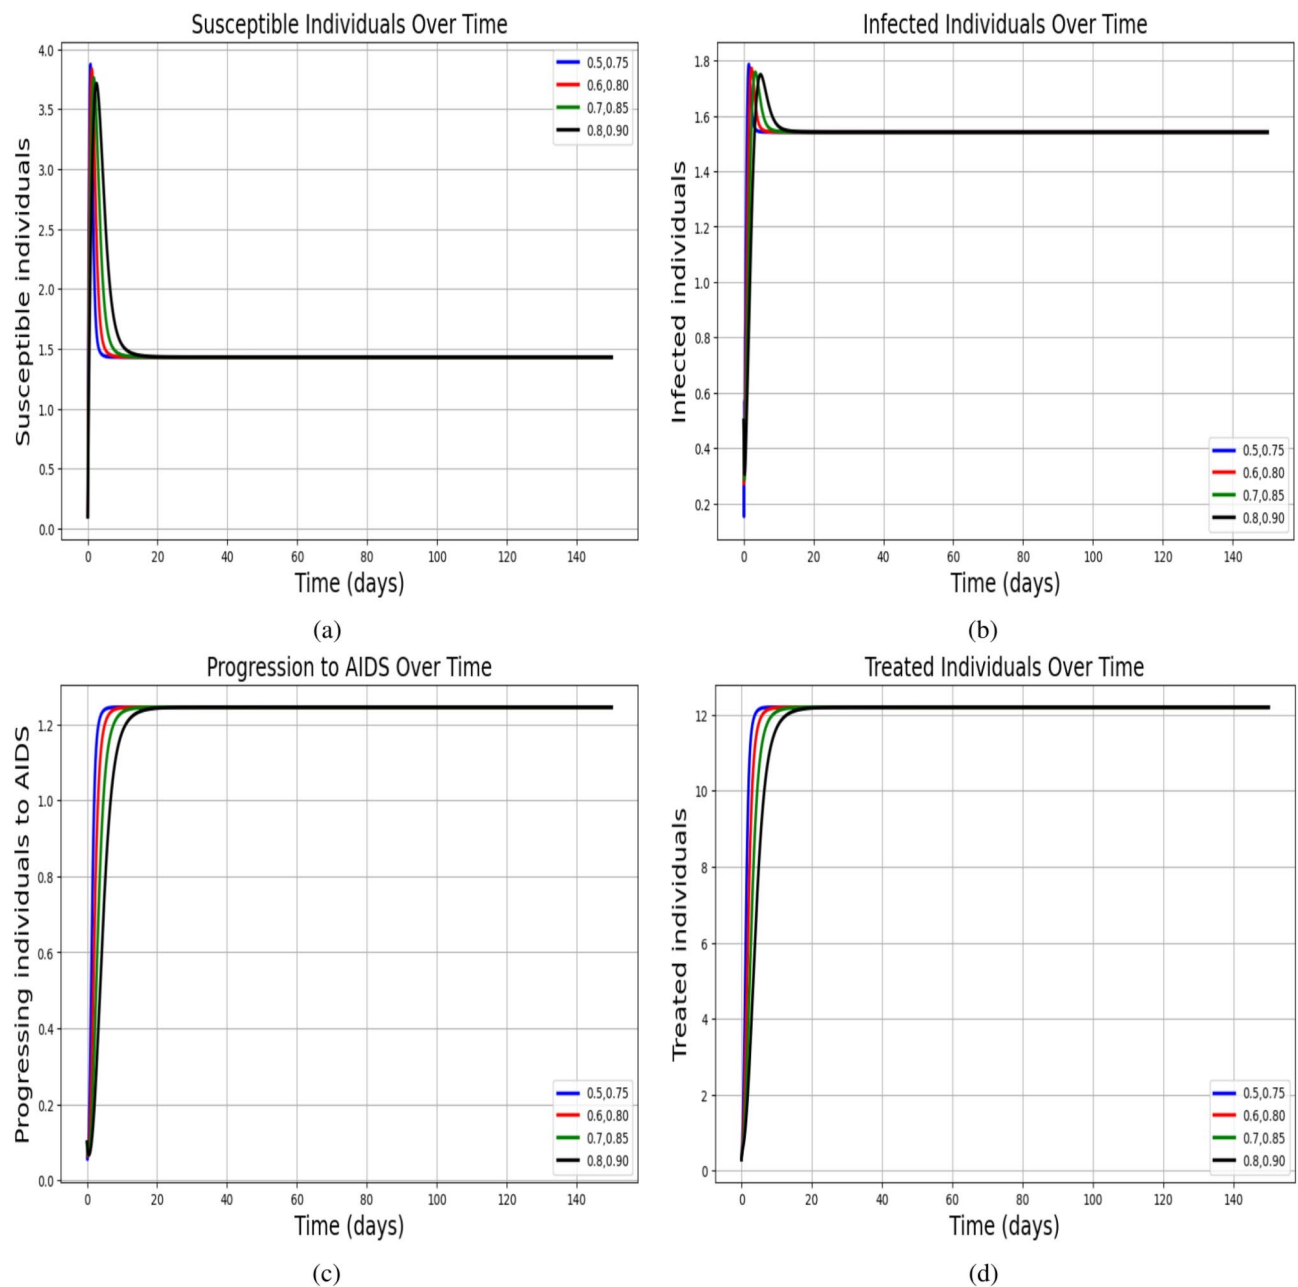 Susceptible Individuals Over Time
Susceptible individuals
4.0
3.5
3.0
2.5
2.0
1.5
1.0
0.5
0.0
0.5,0.75
0.6,0.80
0.7,0.85
0.8,0.90
0 20 40 60 80 100 120 140
Time (days)
(a)
Infected Individuals Over Time
Infected individuals
1.8
1.6
1.4
1.2
1.0
0.8
0.6
0.4
0.2
0.5,0.75
0.6,0.80
0.7,0.85
0.8,0.90
0 20 40 60 80 100 120 140
Time (days)
(b)
Progression to AIDS Over Time
Progressing individuals to AIDS
1.2
1.0
0.8
0.6
0.4
0.2
0.0
0.5,0.75
0.6,0.80
0.7,0.85
0.8,0.90
0 20 40 60 80 100 120 140
Time (days)
(c)
Treated Individuals Over Time
Treated individuals
12
10
8
6
4
2
0
0.5,0.75
0.6,0.80
0.7,0.85
0.8,0.90
0 20 40 60 80 100 120 140
Time (days)
(d)